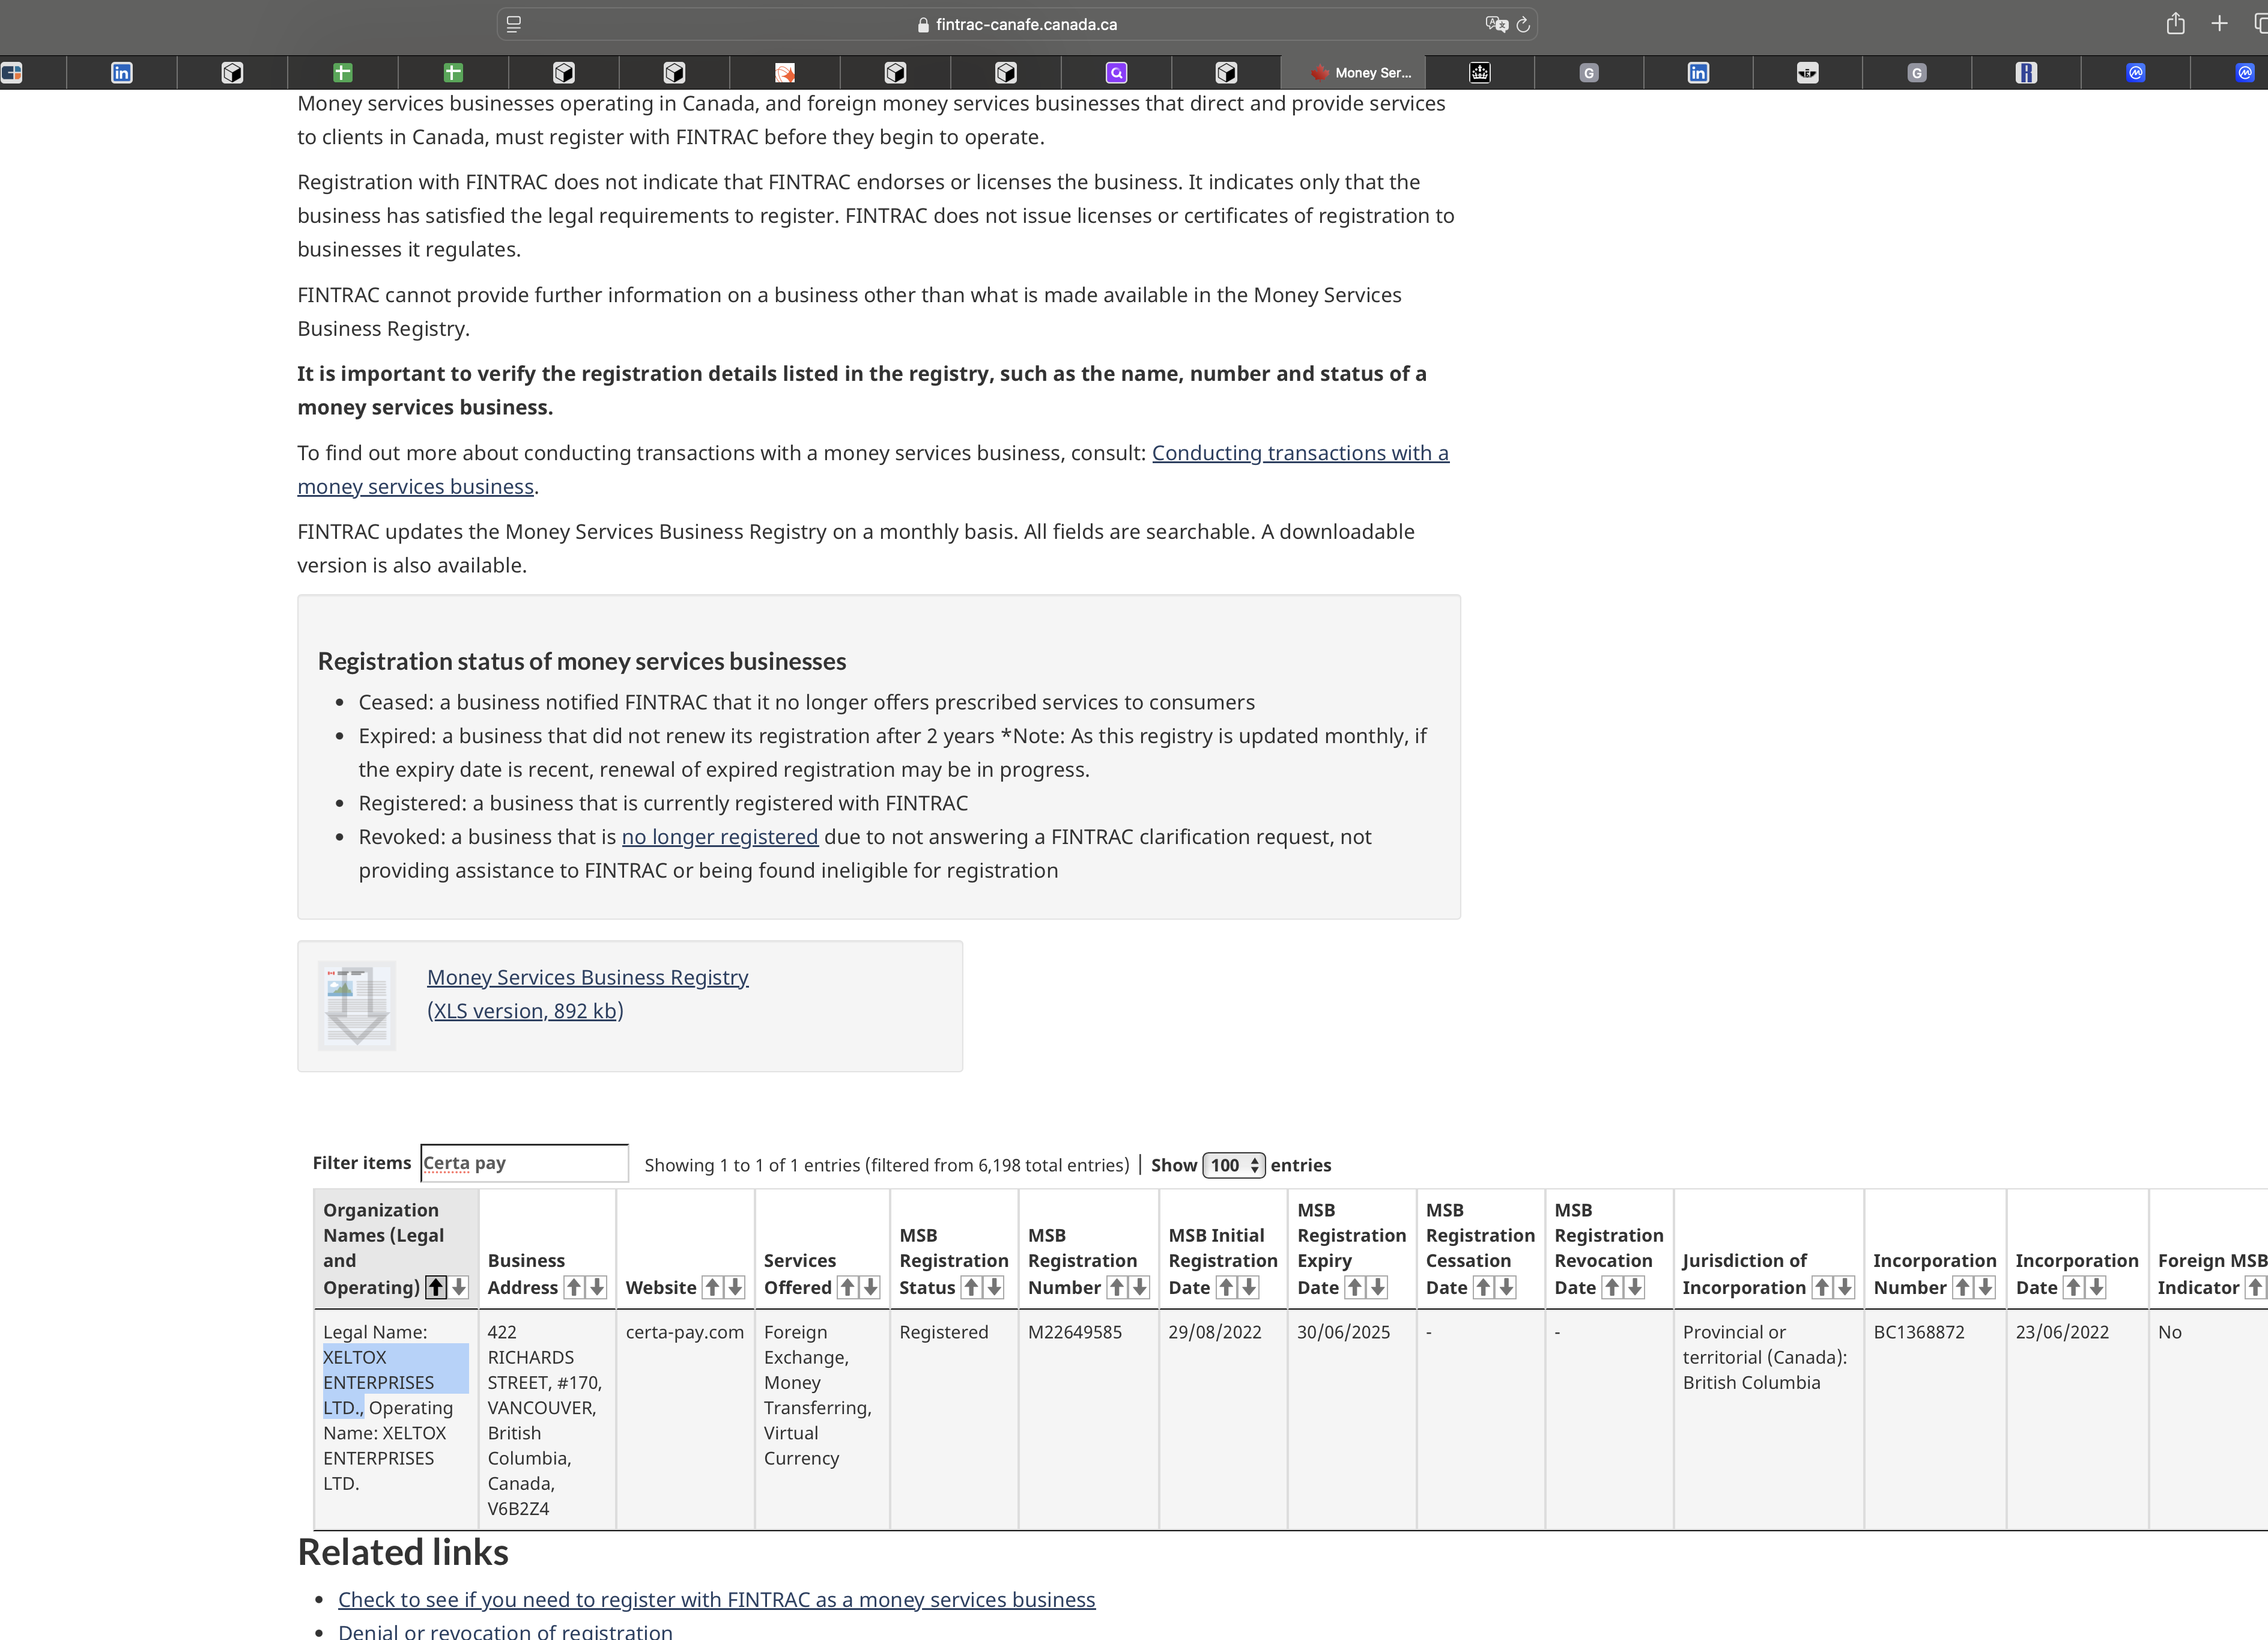 fintrac-canafe.canada.ca
Money Ser...
Money services businesses operating in Canada, and foreign money services businesses that direct and provide services
to clients in Canada, must register with FINTRAC before they begin to operate.
Registration with FINTRAC does not indicate that FINTRAC endorses or licenses the business. It indicates only that the
business has satisfied the legal requirements to register. FINTRAC does not issue licenses or certificates of registration to
businesses it regulates.
FINTRAC cannot provide further information on a business other than what is made available in the Money Services
Business Registry.
It is important to verify the registration details listed in the registry, such as the name, number and status of a
money services business.
To find out more about conducting transactions with a money services business, consult: Conducting transactions with a
money services business.
FINTRAC updates the Money Services Business Registry on a monthly basis. All fields are searchable. A downloadable
version is also available.
Registration status of money services businesses
• Ceased: a business notified FINTRAC that it no longer offers prescribed services to consumers
• Expired: a business that did not renew its registration after 2 years *Note: As this registry is updated monthly, if
the expiry date is recent, renewal of expired registration may be in progress.
• Registered: a business that is currently registered with FINTRAC
• Revoked: a business that is no longer registered due to not answering a FINTRAC clarification request, not
providing assistance to FINTRAC or being found ineligible for registration
Money Services Business Registry
(XLS version, 892 kb)
Filter items Certa pay Showing 1 to 1 of 1 entries (filtered from 6,198 total entries) | Show 100 entries
Organization
Names (Legal
and
Operating)
Business
Address
Website
Services
Offered
MSB
Registration
Status
MSB
Registration
Number
MSB Initial
Registration
Date
MSB
Registration
Expiry
Date
MSB
Registration
Cessation
Date
MSB
Registration
Revocation
Date
Jurisdiction of
Incorporation
Incorporation
Number
Incorporation
Date
Foreign MSB
Indicator
Legal Name:
XELTOX
ENTERPRISES
LTD., Operating
Name: XELTOX
ENTERPRISES
LTD.
422
RICHARDS
STREET, #170,
VANCOUVER,
British
Columbia,
Canada,
V6B2Z4
certa-pay.com
Foreign
Exchange,
Money
Transferring,
Virtual
Currency
Registered
M22649585
29/08/2022
30/06/2025
-
-
Provincial or
territorial (Canada):
British Columbia
BC1368872
23/06/2022
No
Related links
• Check to see if you need to register with FINTRAC as a money services business
• Denial or revocation of registration